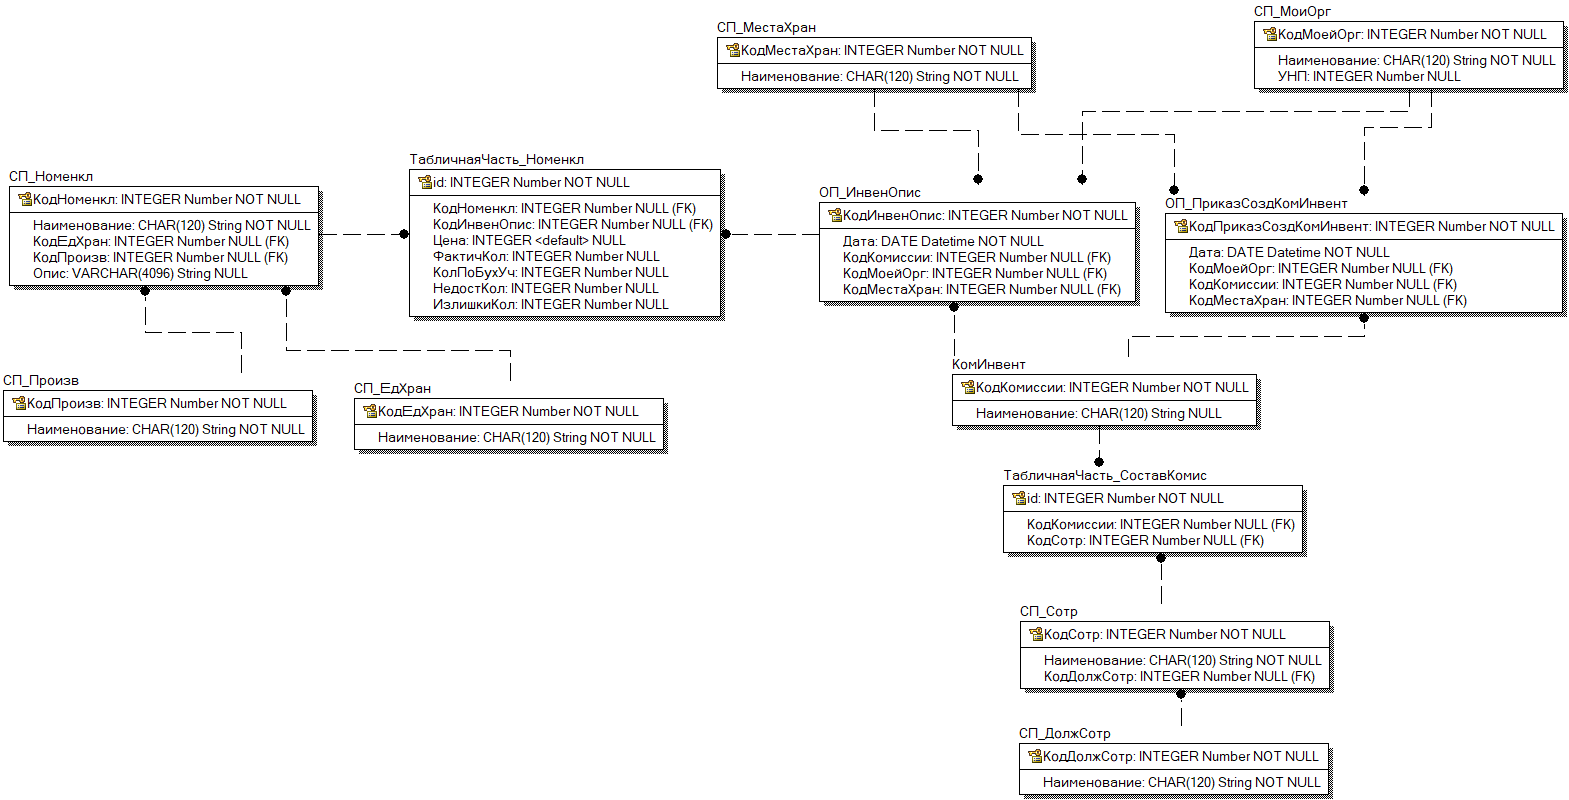 СП_МестаХран
КодМестаХран: INTEGER Number NOT NULL
Наименование: CHAR(120) String NOT NULL
СП_МоиОрг
КодМоейОрг: INTEGER Number NOT NULL
Наименование: CHAR(120) String NOT NULL
УНП: INTEGER Number NULL
СП_Номенкл
КодНоменкл: INTEGER Number NOT NULL
Наименование: CHAR(120) String NOT NULL
КодЕдХран: INTEGER Number NULL (FK)
КодПроизв: INTEGER Number NULL (FK)
Опис: VARCHAR(4096) String NULL
ТабличнаяЧасть_Номенкл
id: INTEGER Number NOT NULL
КодНоменкл: INTEGER Number NULL (FK)
КодИнвенОпис: INTEGER Number NULL (FK)
Цена: INTEGER <default> NULL
ФактичКол: INTEGER Number NULL
КолПоБухУч: INTEGER Number NULL
НедостКол: INTEGER Number NULL
ИзлишкиКол: INTEGER Number NULL
ОП_ИнвенОпис
КодИнвенОпис: INTEGER Number NOT NULL
Дата: DATE Datetime NOT NULL
КодКомиссии: INTEGER Number NULL (FK)
КодМоейОрг: INTEGER Number NULL (FK)
КодМестаХран: INTEGER Number NULL (FK)
ОП_ПриказСоздКомИнвент
КодПриказСоздКомИнвент: INTEGER Number NOT NULL
Дата: DATE Datetime NOT NULL
КодМоейОрг: INTEGER Number NULL (FK)
КодКомиссии: INTEGER Number NULL (FK)
КодМестаХран: INTEGER Number NULL (FK)
СП_Произв
КодПроизв: INTEGER Number NOT NULL
Наименование: CHAR(120) String NOT NULL
СП_ЕдХран
КодЕдХран: INTEGER Number NOT NULL
Наименование: CHAR(120) String NOT NULL
КомИнвент
КодКомиссии: INTEGER Number NOT NULL
Наименование: CHAR(120) String NULL
ТабличнаяЧасть_СоставКомис
id: INTEGER Number NOT NULL
КодКомиссии: INTEGER Number NULL (FK)
КодСотр: INTEGER Number NULL (FK)
СП_Сотр
КодСотр: INTEGER Number NOT NULL
Наименование: CHAR(120) String NOT NULL
КодДолжСотр: INTEGER Number NULL (FK)
СП_ДолжСотр
КодДолжСотр: INTEGER Number NOT NULL
Наименование: CHAR(120) String NOT NULL